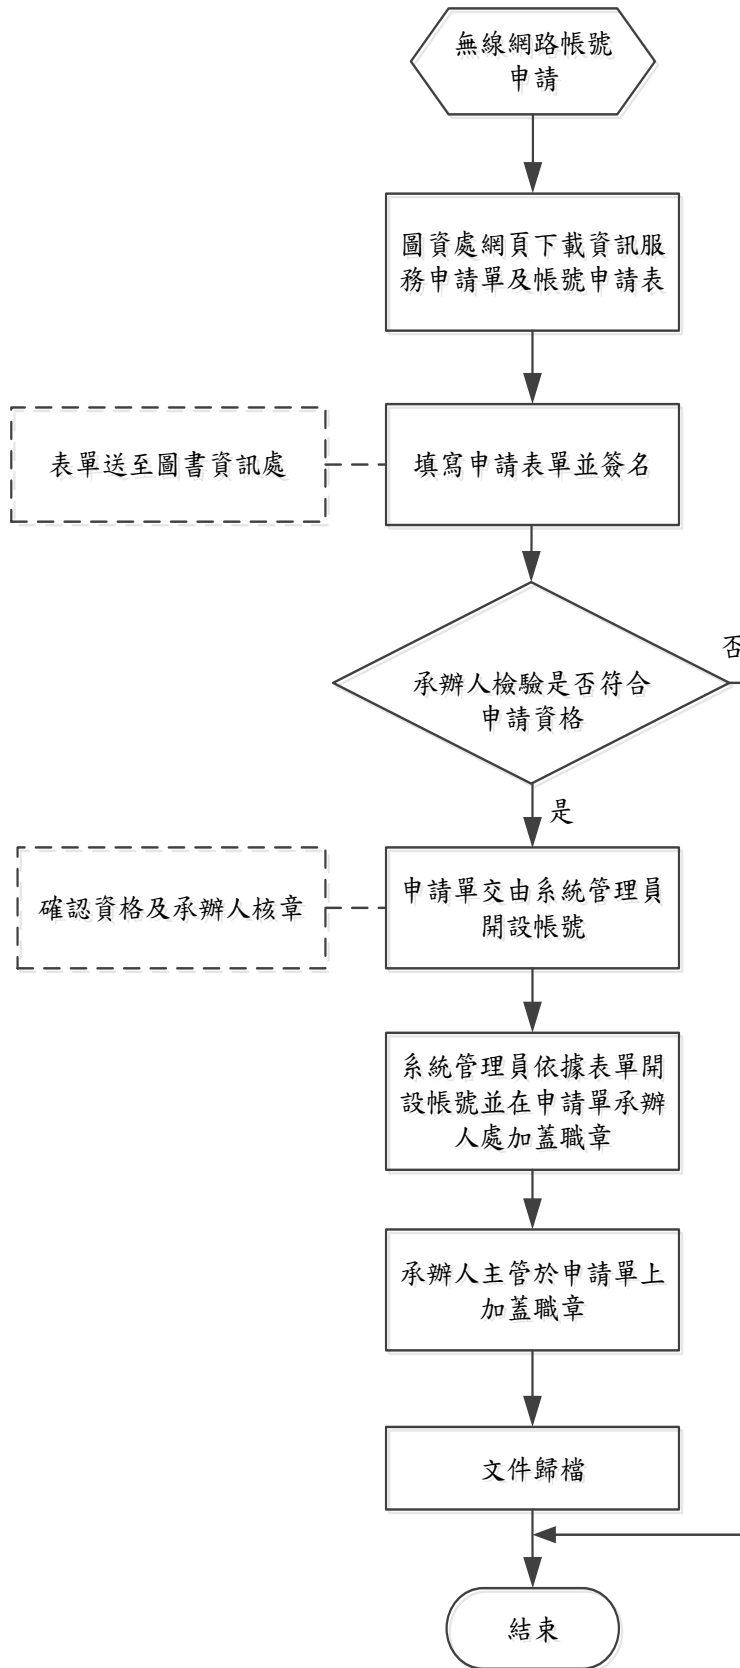 無線網路帳號
申請
圖資處網頁下載資訊服
務申請單及帳號申請表
表單送至圖書資訊處
填寫申請表單並簽名
否
承辦人檢驗是否符合
申請資格
是
確認資格及承辦人核章
申請單交由系統管理員
開設帳號
系統管理員依據表單開
設帳號並在申請單承辦
人處加蓋職章
承辦人主管於申請單上
加蓋職章
文件歸檔
結束